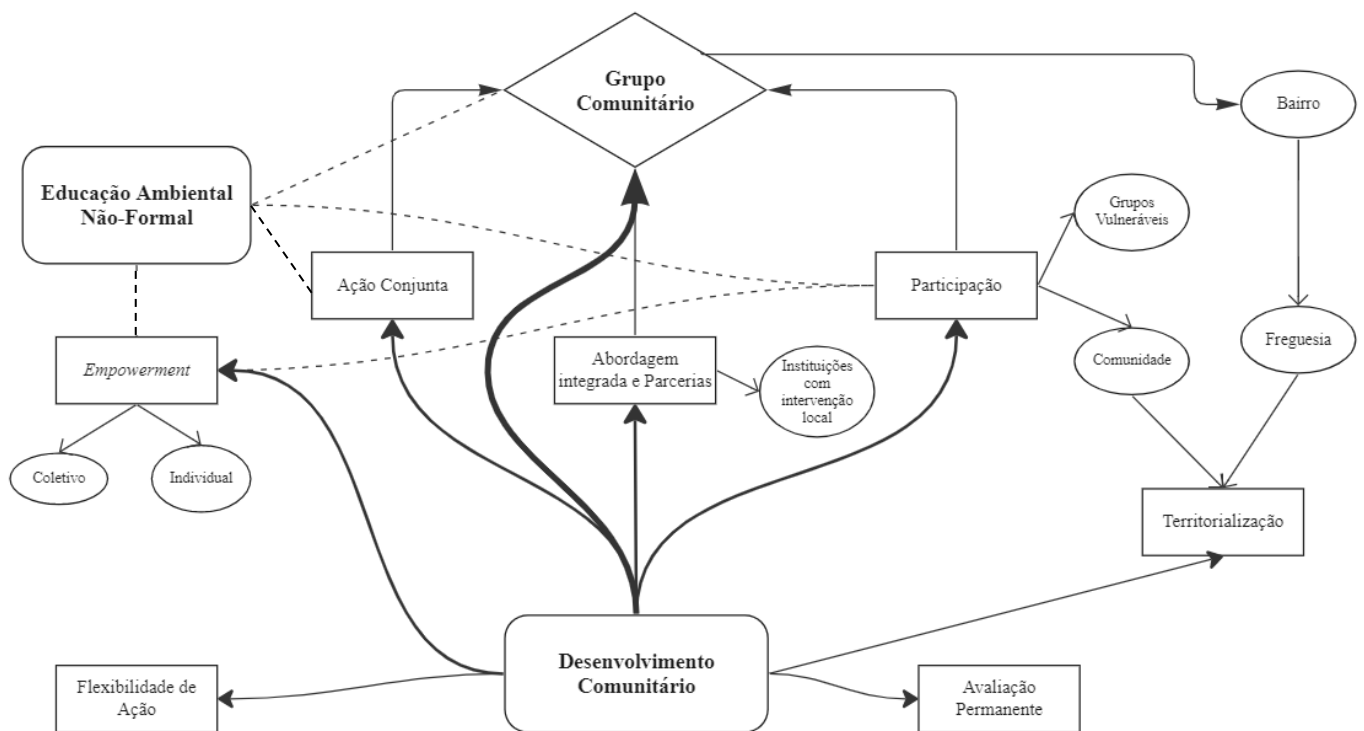 Grupo
Comunitário
Bairro
Educação Ambiental
Não-Formal
Grupos
Vulneráveis
Ação Conjunta
Participação
Freguesia
Empowerment
Abordagem
integrada e Parcerias
Instituições
com
intervenção
local
Comunidade
Coletivo
Individual
Territorialização
Desenvolvimento
Comunitário
Flexibilidade de
Ação
Avaliação
Permanente